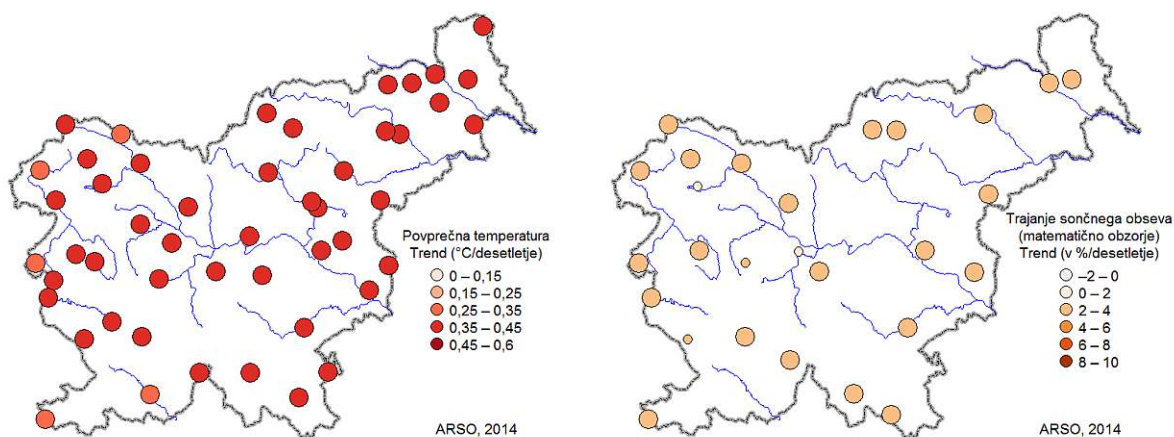 Povprečna temperatura
Trend (°C/desetletje)
0 – 0,15
0,15 – 0,25
0,25 – 0,35
0,35 – 0,45
0,45 – 0,6
ARSO, 2014
Trajanje sončnega obseva
(matematično obzorje)
Trend (v %/desetletje)
–2 – 0
0 – 2
2 – 4
4 – 6
6 – 8
8 – 10
ARSO, 2014